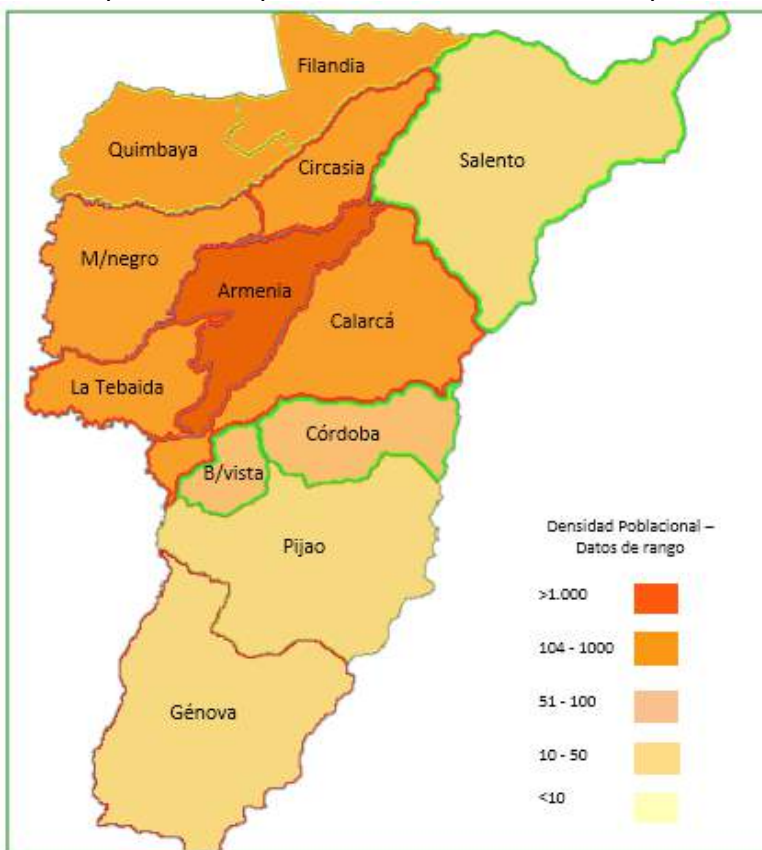 Filandia
Quimbaya
Circasia
Salento
M/negro
Armenia
Calarcá
La Tebaida
Córdoba
B/vista
Pijao
Génova
Densidad Poblacional –
Datos de rango
>1.000
104 - 1000
51 - 100
10 - 50
<10